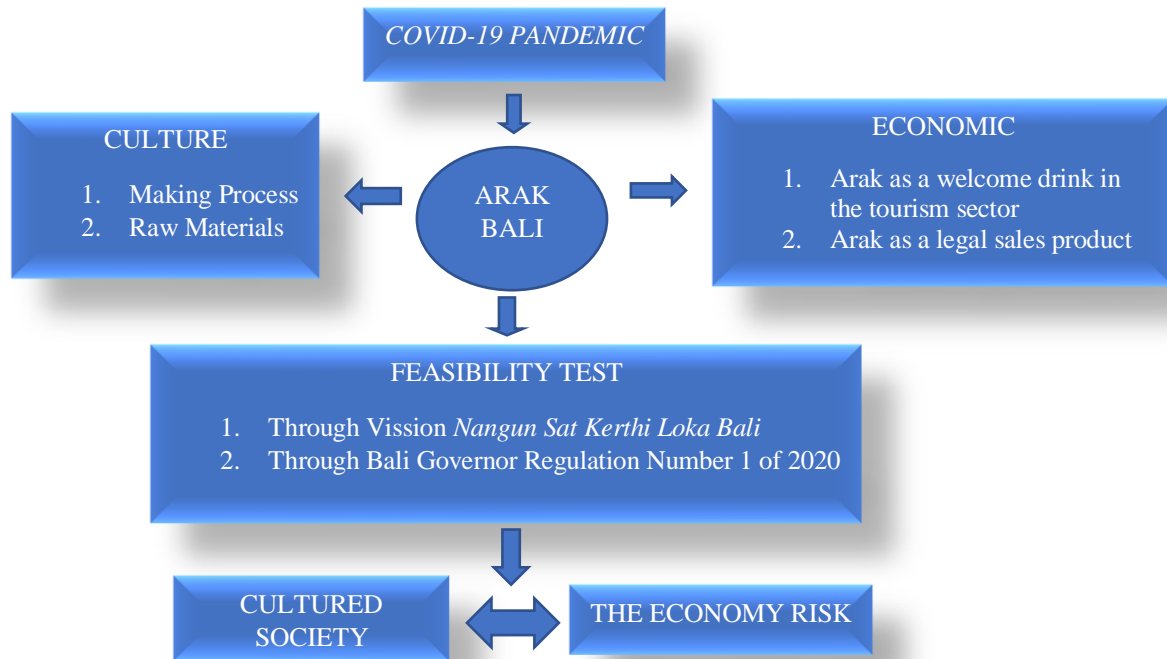 COVID-19 PANDEMIC
CULTURE
1. Making Process
2. Raw Materials
ARAK
BALI
ECONOMIC
1. Arak as a welcome drink in
the tourism sector
2. Arak as a legal sales product
FEASIBILITY TEST
1. Through Vission Nangun Sat Kerthi Loka Bali
2. Through Bali Governor Regulation Number 1 of 2020
CULTURED
SOCIETY
THE ECONOMY RISK